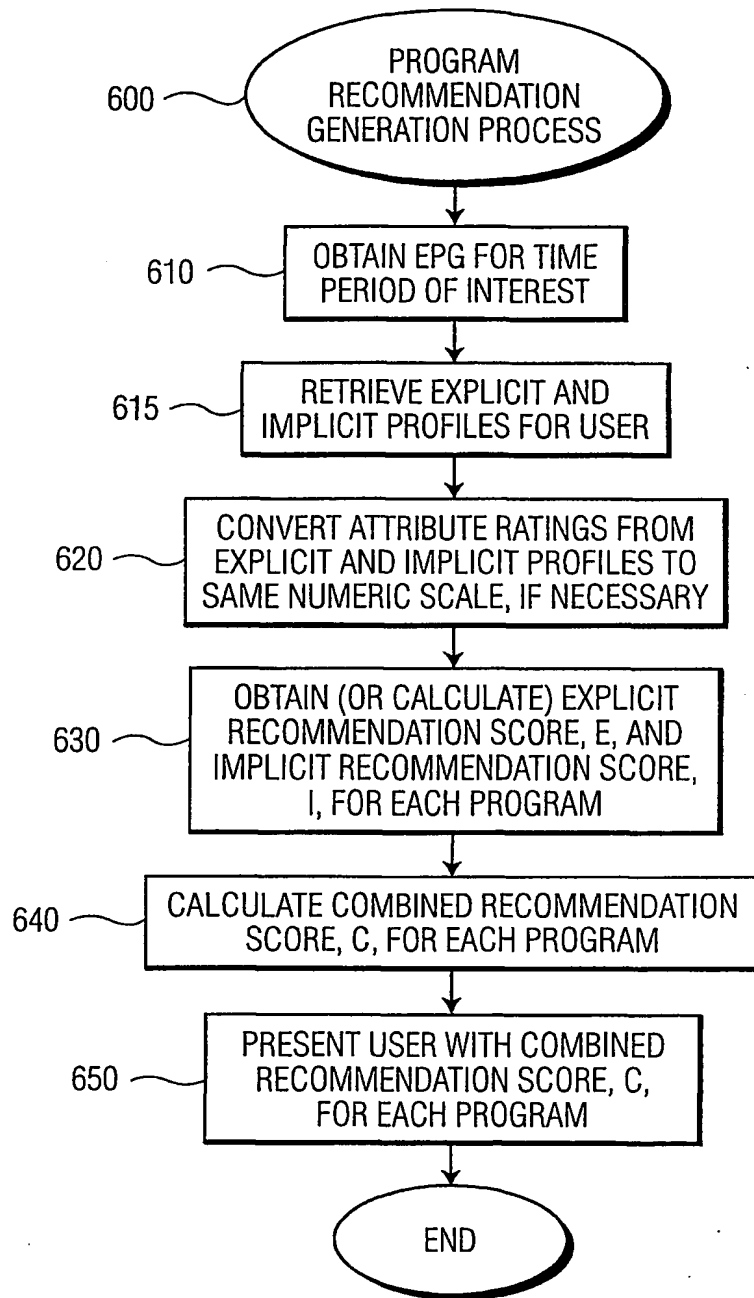 600
PROGRAM
RECOMMENDATION
GENERATION PROCESS
610
OBTAIN EPG FOR TIME
PERIOD OF INTEREST
615
RETRIEVE EXPLICIT AND
IMPLICIT PROFILES FOR USER
620
CONVERT ATTRIBUTE RATINGS FROM
EXPLICIT AND IMPLICIT PROFILES TO
SAME NUMERIC SCALE, IF NECESSARY
630
OBTAIN (OR CALCULATE) EXPLICIT
RECOMMENDATION SCORE, E, AND
IMPLICIT RECOMMENDATION SCORE,
I, FOR EACH PROGRAM
640
CALCULATE COMBINED RECOMMENDATION
SCORE, C, FOR EACH PROGRAM
650
PRESENT USER WITH COMBINED
RECOMMENDATION SCORE, C,
FOR EACH PROGRAM
END